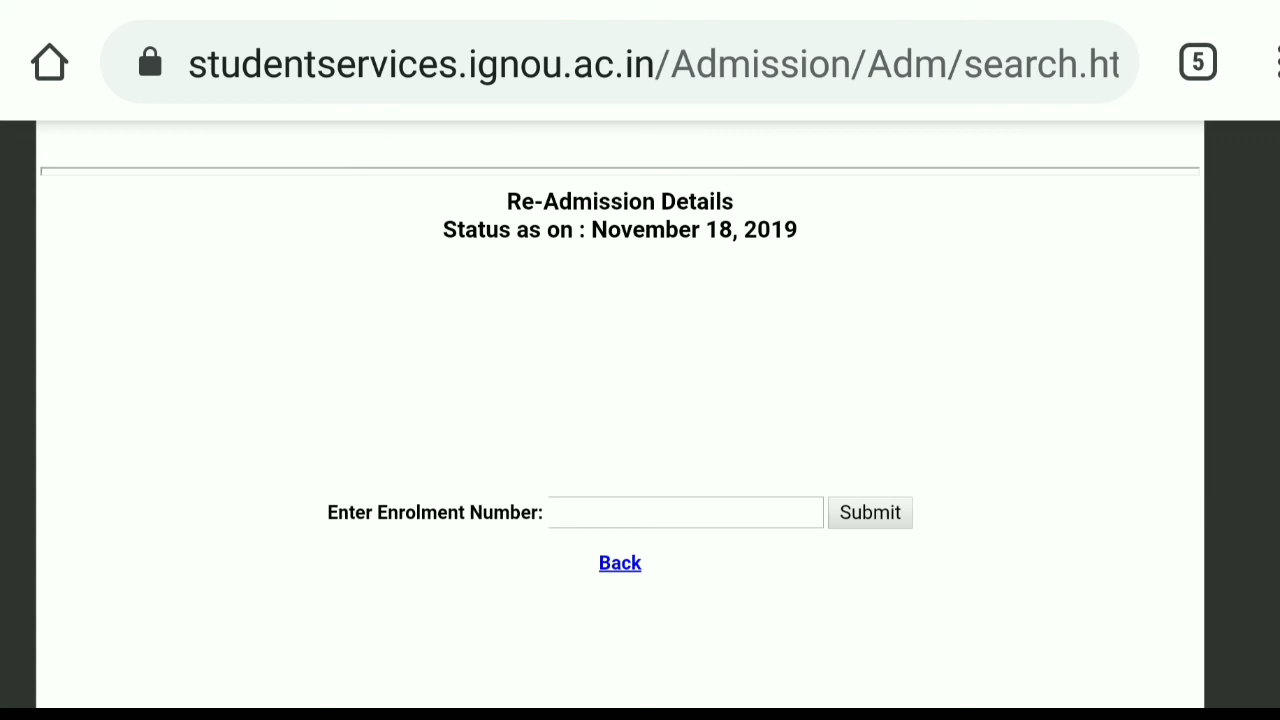 studentservices.ignou.ac.in/Admission/Adm/search.ht
5
Re-Admission Details
Status as on : November 18, 2019
Enter Enrolment Number:
Submit
Back